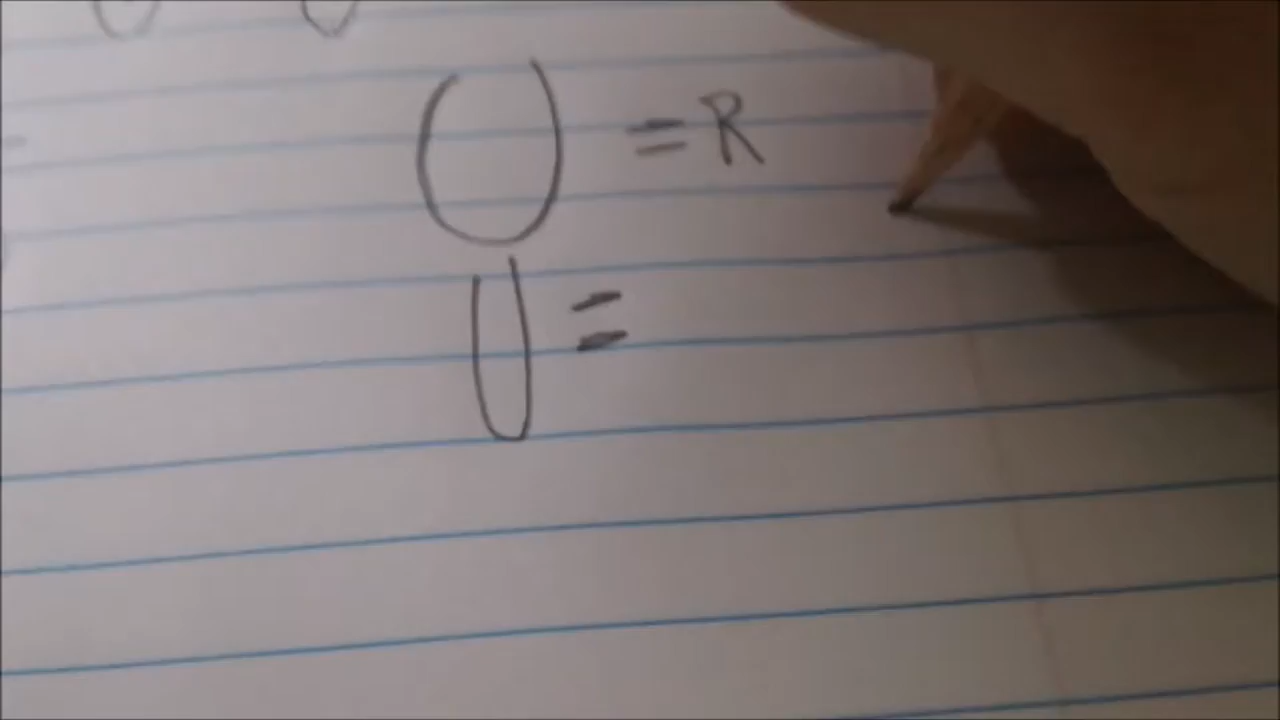 U = R
U =